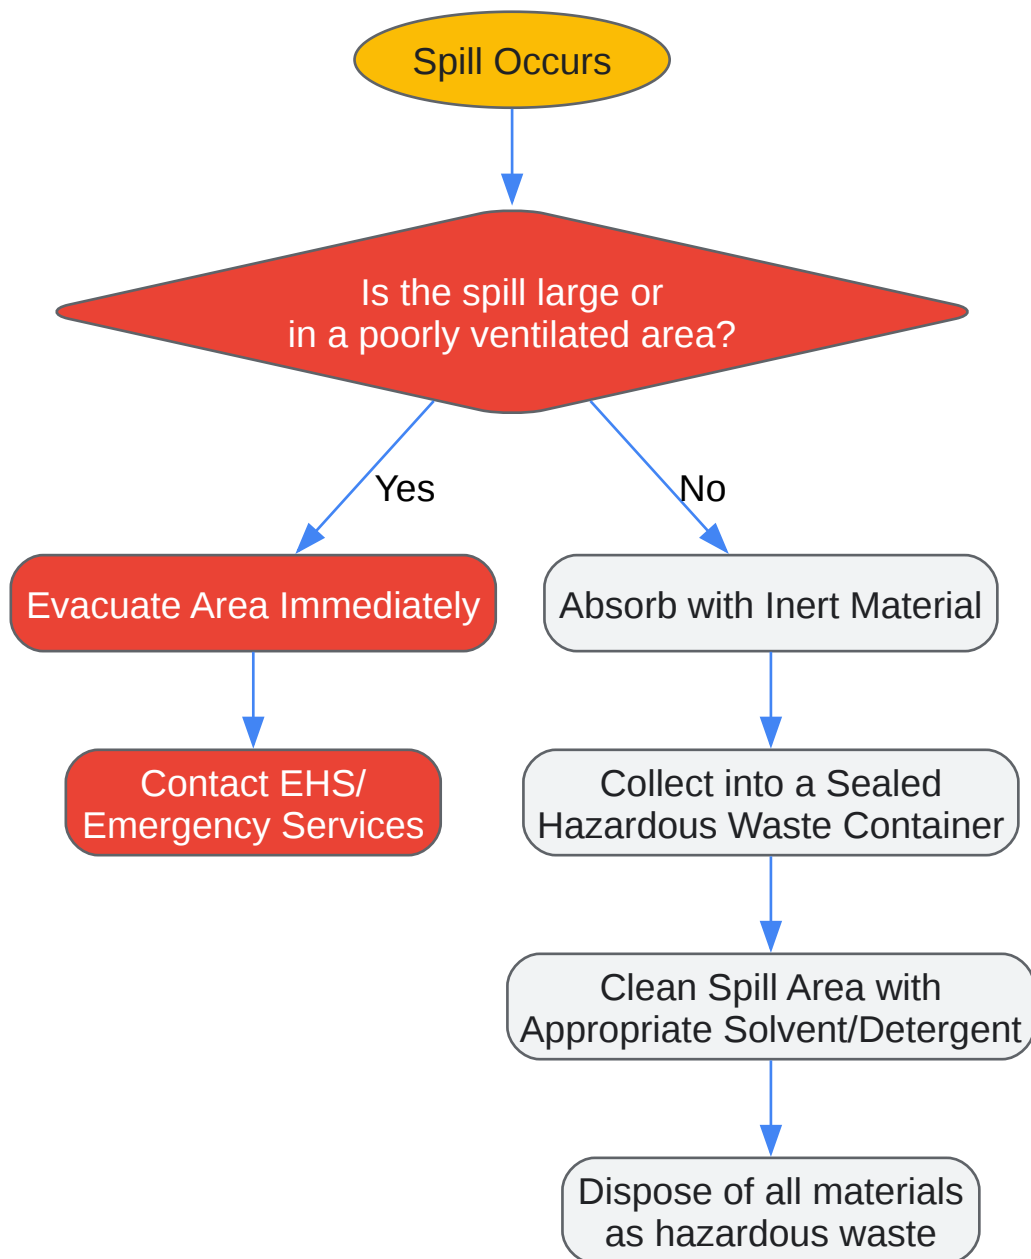 Spill Occurs
Is the spill large or
in a poorly ventilated area?
Yes
No
Evacuate Area Immediately
Absorb with Inert Material
Contact EHS/
Emergency Services
Collect into a Sealed
Hazardous Waste Container
Clean Spill Area with
Appropriate Solvent/Detergent
Dispose of all materials
as hazardous waste